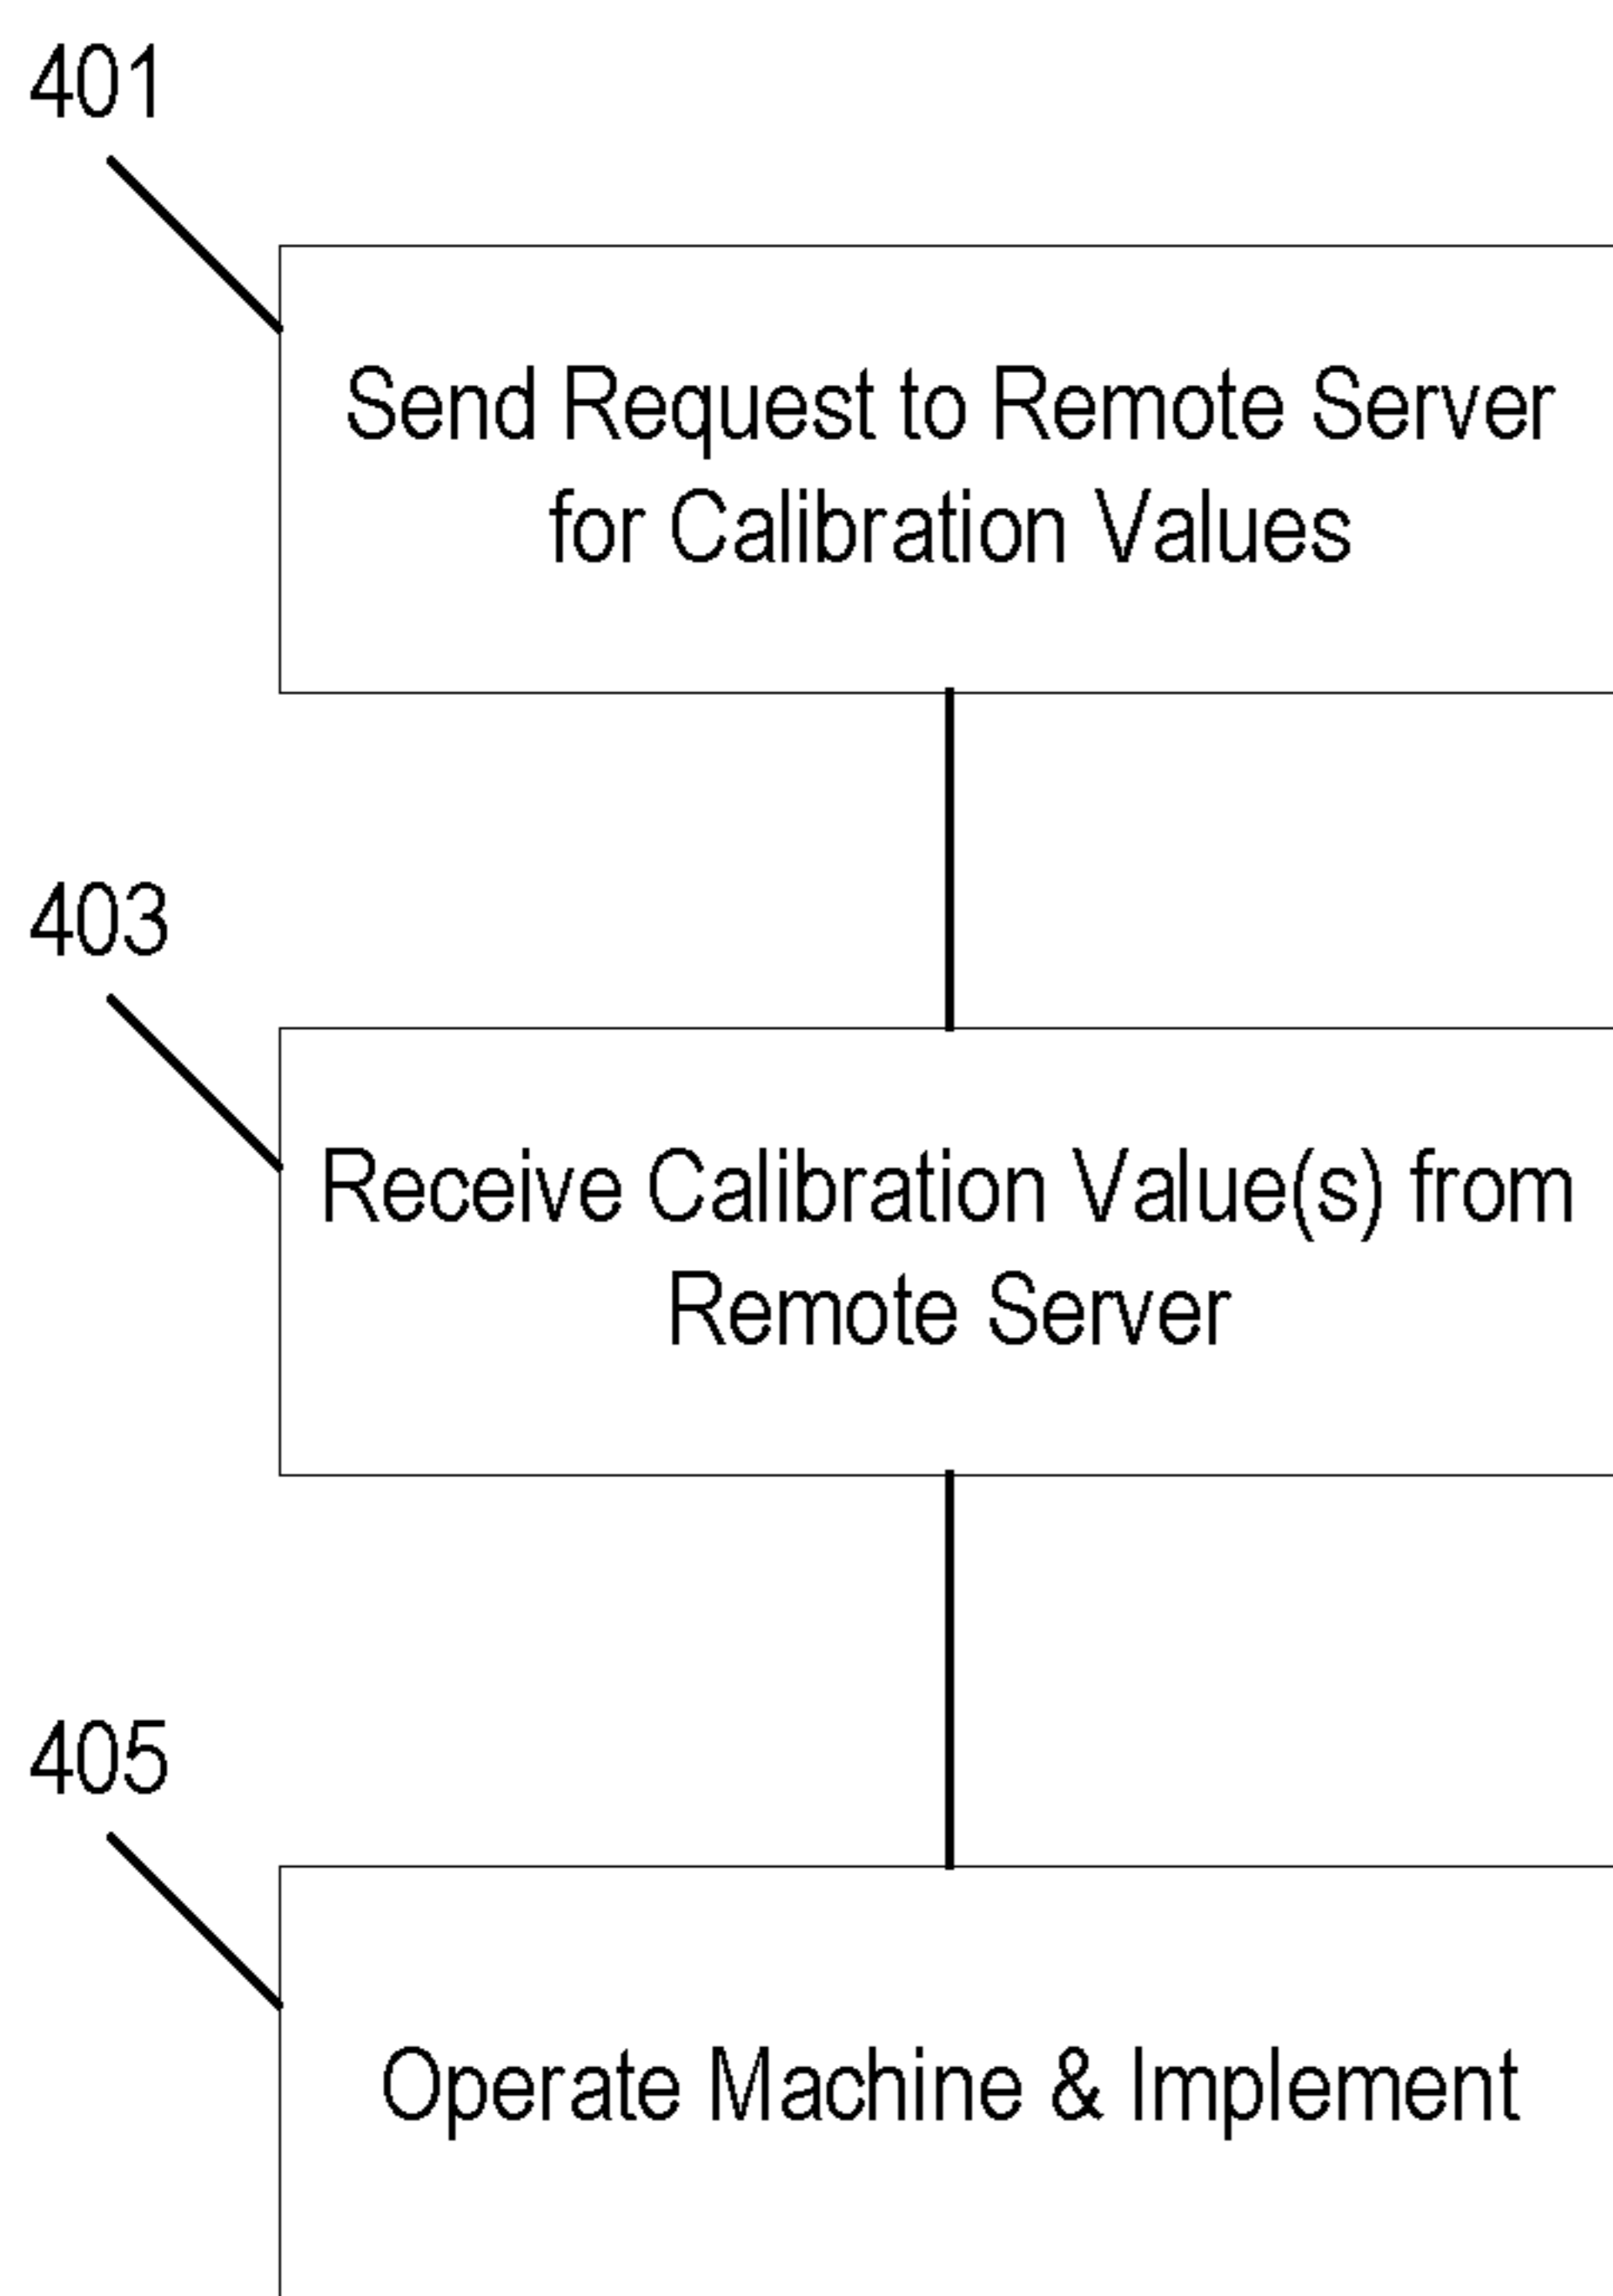 401
Send Request to Remote Server
for Calibration Values
403
Receive Calibration Value(s) from
Remote Server
405
Operate Machine & Implement